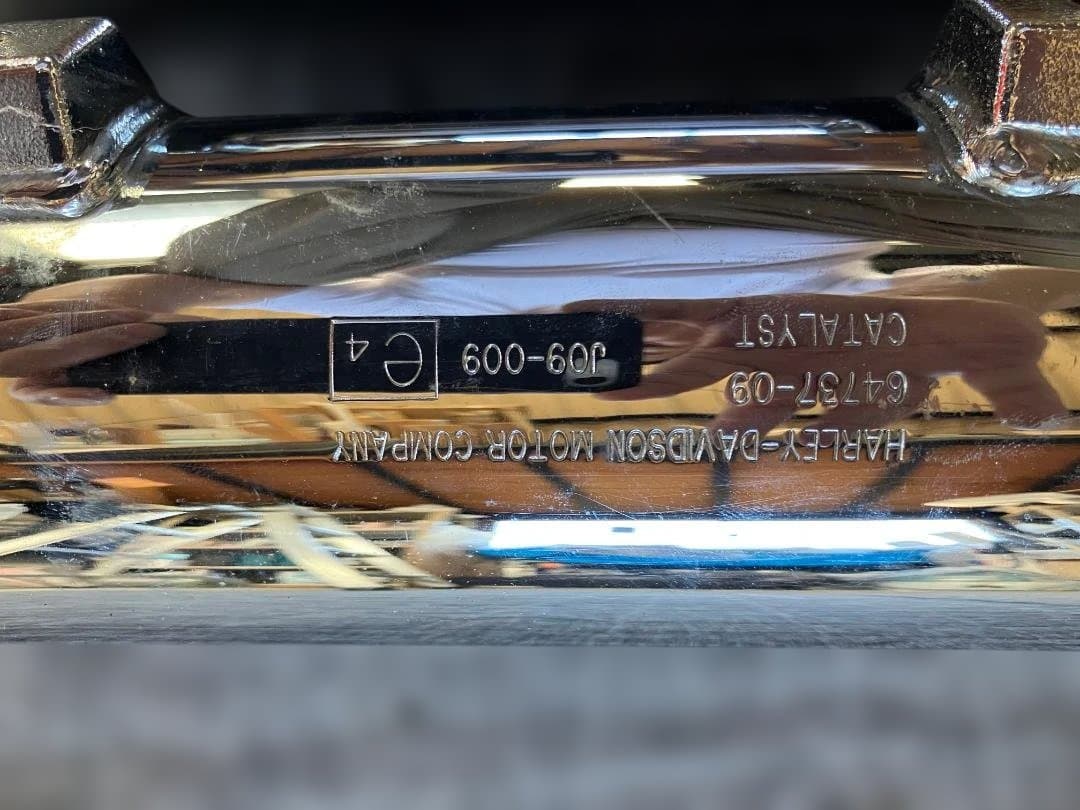 HARLEY-DAVIDSON MOTOR COMPANY
64737-09
J09-009 e4
CATALYST